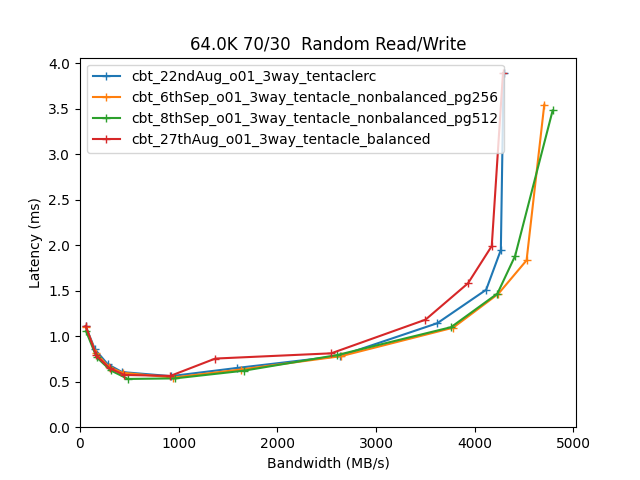 64.0K 70/30  Random Read/Write
cbt_22ndAug_o01_3way_tentaclerc
cbt_6thSep_o01_3way_tentacle_nonbalanced_pg256
cbt_8thSep_o01_3way_tentacle_nonbalanced_pg512
cbt_27thAug_o01_3way_tentacle_balanced
Latency (ms)
4.0
3.5
3.0
2.5
2.0
1.5
1.0
0.5
0.0
0 1000 2000 3000 4000 5000
Bandwidth (MB/s)